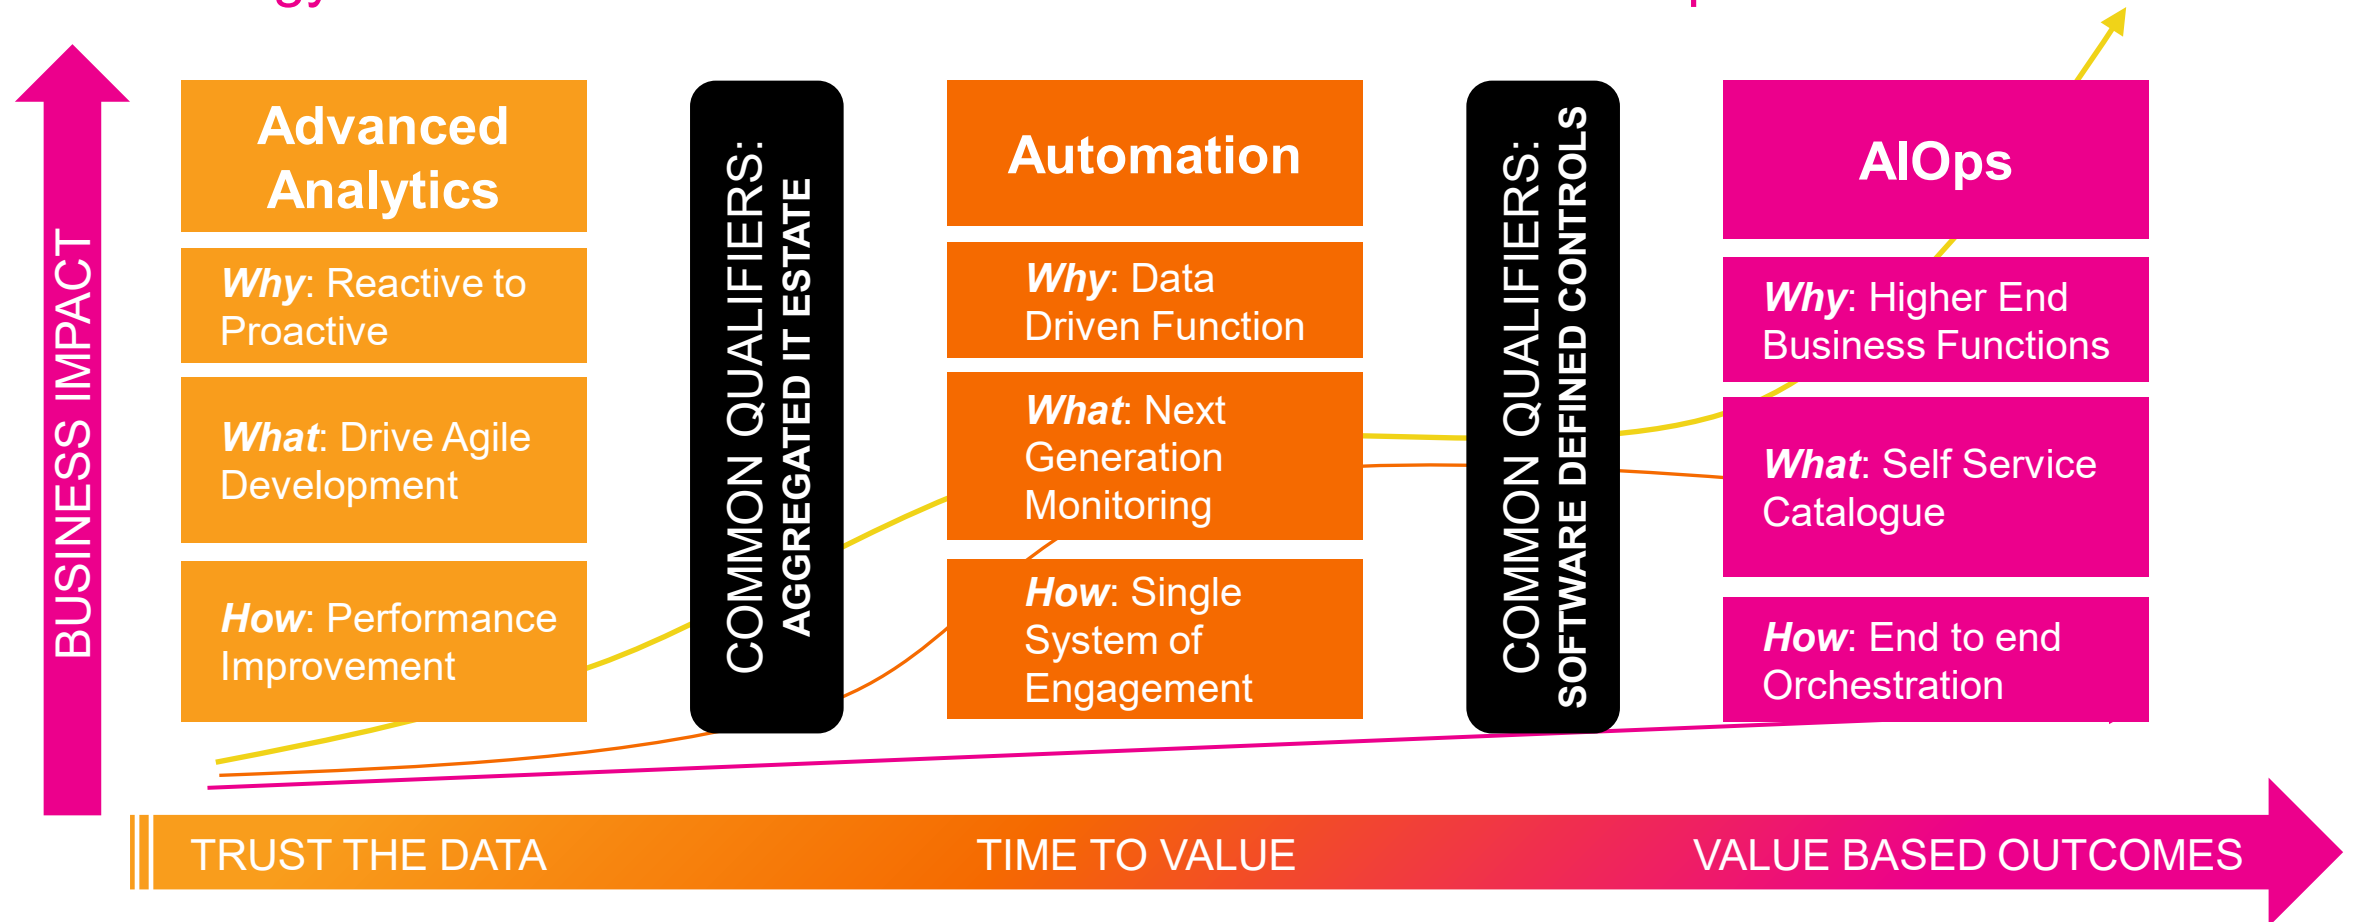 BUSINESS IMPACT
Advanced
Analytics
Why: Reactive to
Proactive
What: Drive Agile
Development
How: Performance
Improvement
COMMON QUALIFIERS:
AGGREGATED IT ESTATE
Automation
Why: Data
Driven Function
What: Next
Generation
Monitoring
How: Single
System of
Engagement
COMMON QUALIFIERS:
SOFTWARE DEFINED CONTROLS
AIOps
Why: Higher End
Business Functions
What: Self Service
Catalogue
How: End to end
Orchestration
TRUST THE DATA
TIME TO VALUE
VALUE BASED OUTCOMES